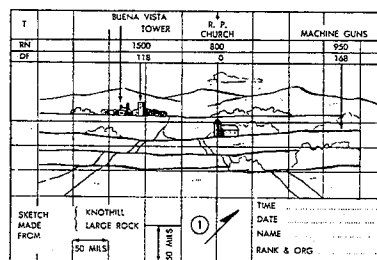 T BUENA VISTA TOWER R. P. CHURCH MACHINE GUNS
RN 1500 800 950
DF 118 0 168
SKETCH MADE FROM
KNOTHILL
LARGE ROCK
50 MILS
50 MILS
1
TIME
DATE
NAME
RANK & ORG